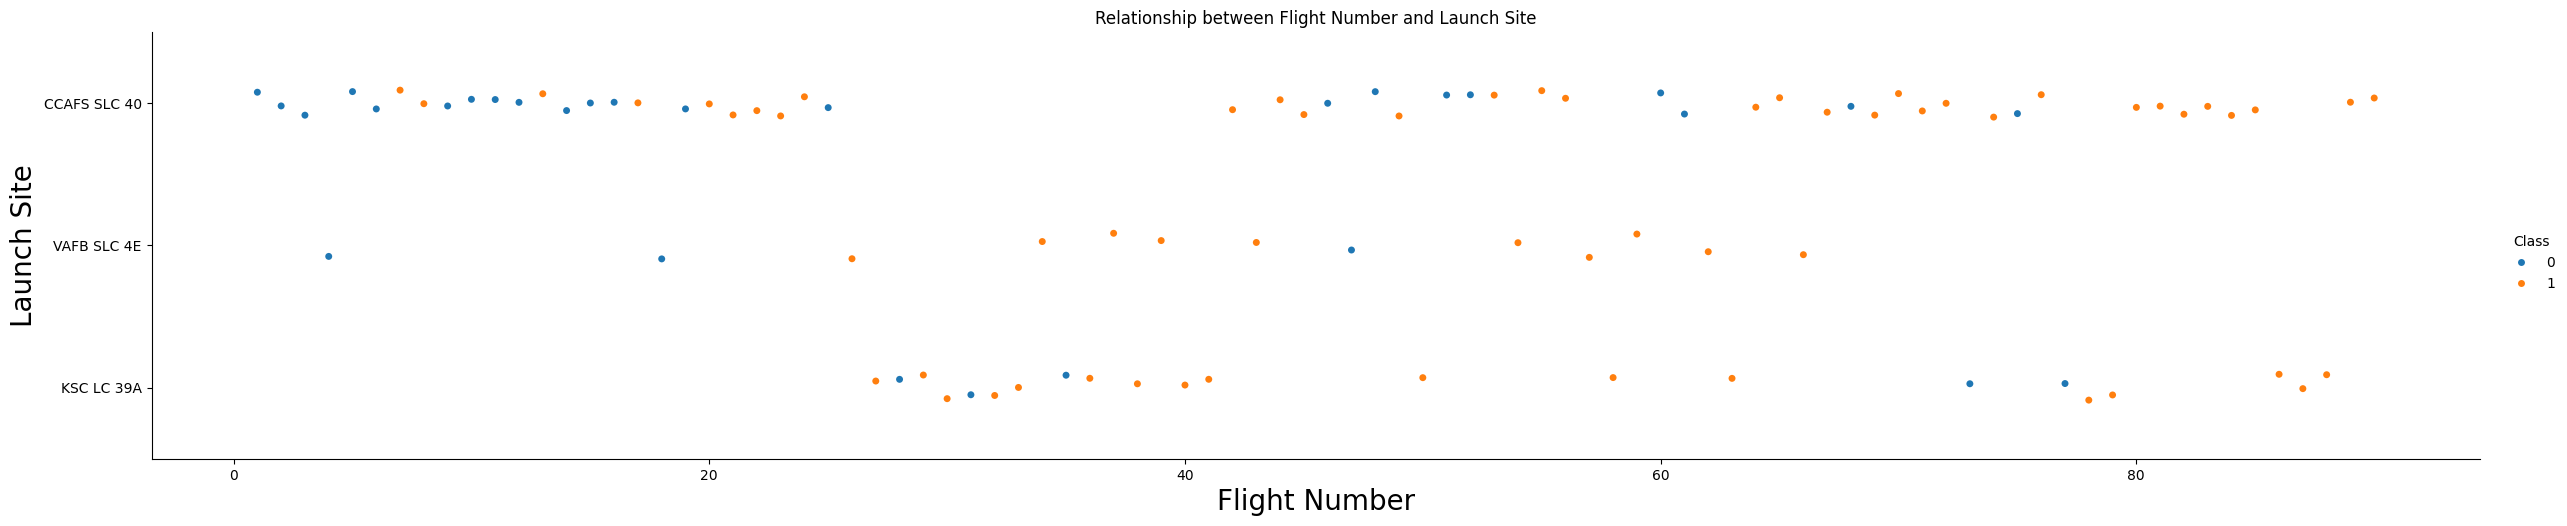 Relationship between Flight Number and Launch Site
Launch Site
CCAFS SLC 40
VAFB SLC 4E
KSC LC 39A
0 20 40 60 80
Flight Number
Class
0
1